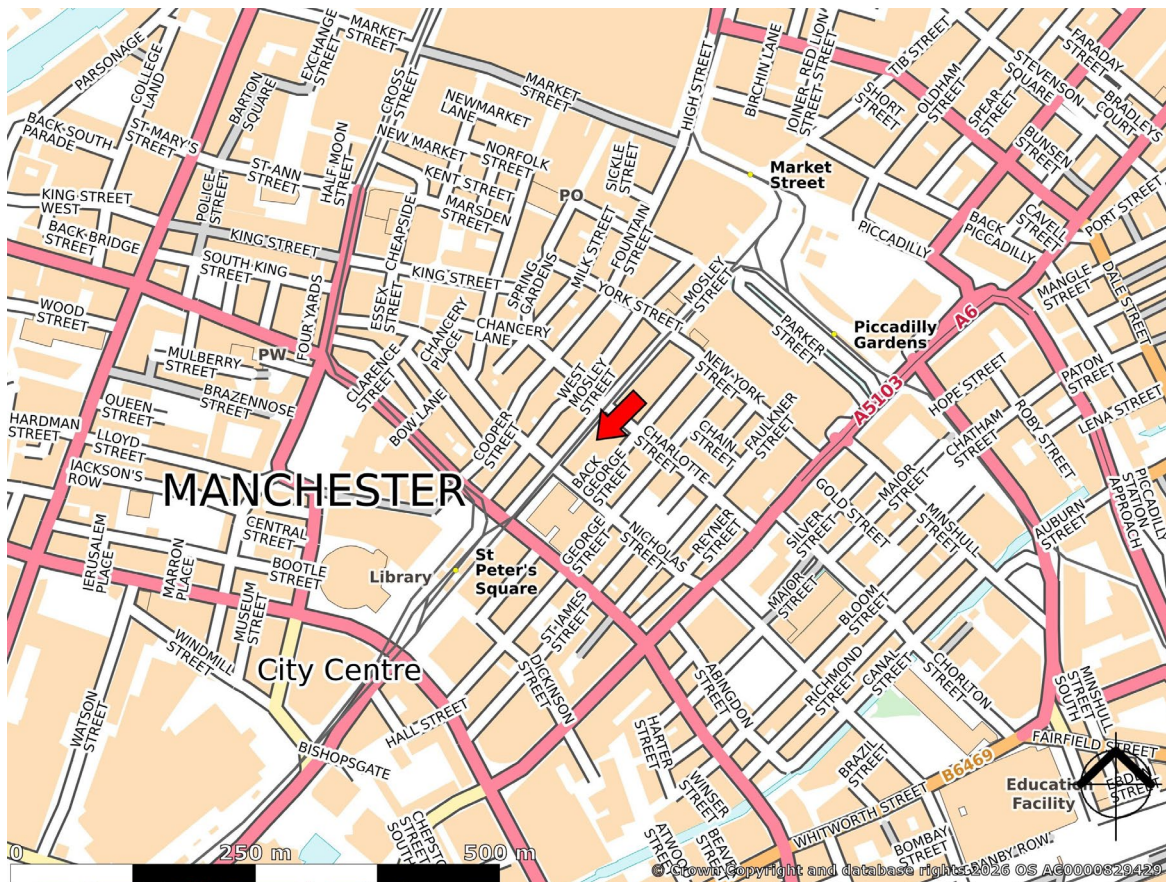 PARSONAGE
COLLEGE
LAND
BARTON
SQUARE
EXCHANGE
STREET
MARKET
STREET
CROSS
STREET
NEWMARKET
LANE
MARKET
STREET
HIGH STREET
BIRCHIN LANE
JOINER
STREET
RED LION
STREET
TIB STREET
SHORT
STREET
OLDHAM
STREET
SPEAR
STREET
STEVENSON
SQUARE
FARADAY
STREET
BRADLEYS
COURT
BUNSEN
STREET
BACK SOUTH
PARADE
ST MARY'S
STREET
ST ANN
STREET
HALF MOON
STREET
NEW MARKET
NORFOLK
STREET
KENT STREET
MARSDEN
STREET
SICKLE
STREET
PO
Market
Street
KING STREET
WEST
POLICE
STREET
BACK BRIDGE
STREET
KING STREET
SOUTH KING
STREET
CHEAPSIDE
ESSEX
STREET
KING STREET
SPRING
GARDENS
MILK STREET
FOUNTAIN
STREET
MOSLEY
STREET
PICCADILLY
BACK
PICCADILLY
CAVELL
STREET
PORT STREET
MANGLE
STREET
DALE STREET
WOOD
STREET
FOUR YARDS
PW
MULBERRY
STREET
BRAZENNOSE
STREET
CLARENCE
STREET
CHANCERY
PLACE
CHANCERY
LANE
YORK STREET
PARKER
STREET
Piccadilly
Gardens
A6
A5103
HOPE STREET
PATON
STREET
LENA STREET
ROBY STREET
CHATHAM
STREET
QUEEN
STREET
HARDMAN
STREET
LLOYD
STREET
JACKSON'S
ROW
BOW LANE
COOPER
STREET
WEST
MOSLEY
STREET
NEW YORK
STREET
CHAIN
STREET
FAULKNER
STREET
CHARLOTTE
STREET
BACK
GEORGE
STREET
MANCHESTER
CENTRAL
STREET
BOOTLE
STREET
JERUSALEM
PLACE
MARRON
PLACE
MUSEUM
STREET
Library
St
Peter's
Square
GEORGE
STREET
NICHOLAS
STREET
REYNER
STREET
SILVER
STREET
GOLD STREET
MAJOR
STREET
MINSHULL
STREET
AUBURN
STREET
PICCADILLY
STATION
APPROACH
MAJOR
STREET
BLOOM
STREET
ST JAMES
STREET
DICKINSON
STREET
WINDMILL
STREET
City Centre
WATSON
STREET
HALL STREET
BISHOPSGATE
ABINGDON
STREET
RICHMOND
STREET
CANAL
STREET
CHORLTON
STREET
MINSHULL
STREET
SOUTH
FAIRFIELD STREET
HARTER
STREET
WINSER
STREET
BRAZIL
STREET
B6469
WHITWORTH STREET
Education
Facility
STREET
BOMBAY
STREET
0
250 m
500 m
© Crown Copyright and database rights 2026 OS AC0000829429